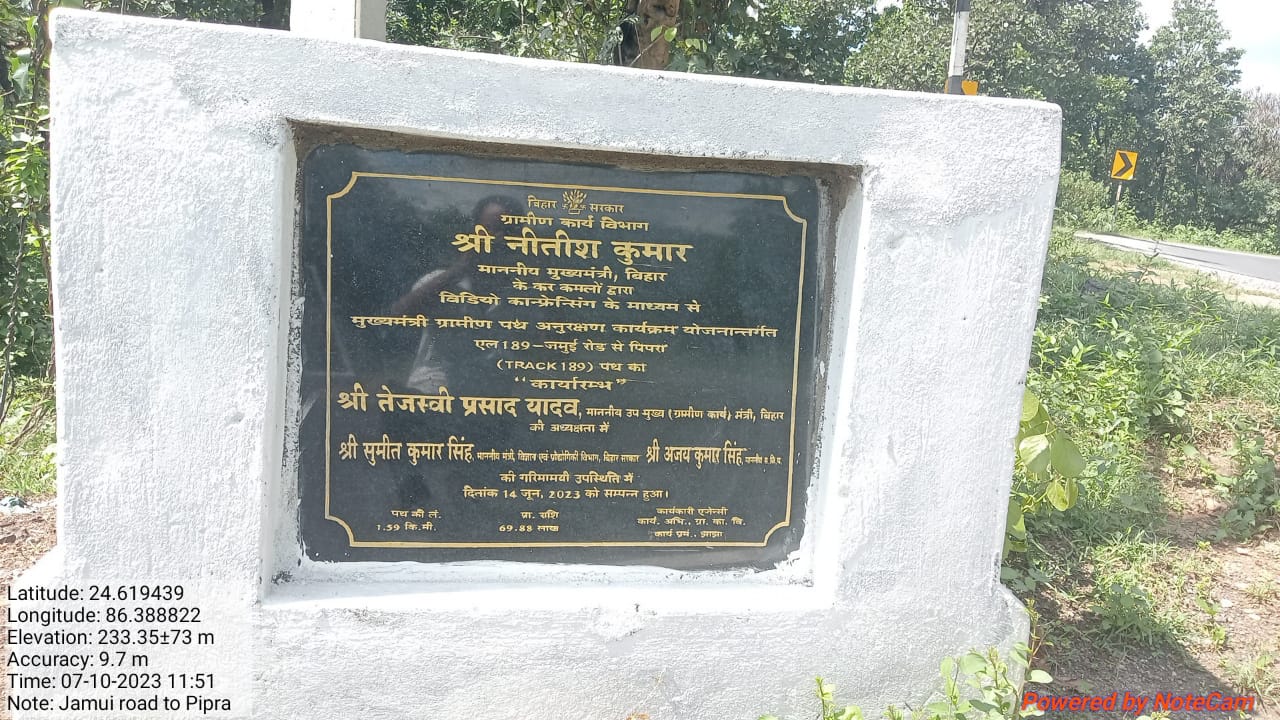 बिहार सरकार
ग्रामीण कार्य विभाग
श्री नीतीश कुमार
माननीय मुख्यमंत्री, बिहार
के कर कमलों द्वारा
विडियो कान्फ्रेन्सिंग के माध्यम से
मुख्यमंत्री ग्रामीण पथ अनुरक्षण कार्यक्रम योजनान्तर्गत
एल 189-जमुई रोड से पिपरा
(TRACK 189) पथ का
"कार्यारम्भ"
श्री तेजस्वी प्रसाद यादव, माननीय उप मुख्य (ग्रामीण कार्य) मंत्री, बिहार
की अध्यक्षता में
श्री सुमीत कुमार सिंह, माननीय मंत्री, विज्ञान एवं प्रौद्योगिकी विभाग, बिहार सरकार श्री अजय कुमार सिंह, माननीय स. वि. प.
की गरिमामयी उपस्थिति में
दिनांक 14 जून, 2023 को सम्पन्न हुआ।
पथ की लं. प्रा. राशि कार्यकारी एजेन्सी
1.59 कि.मी. 69.88 लाख कार्य. अभि., ग्रा. का. वि.
कार्य प्रमं., झाझा
Latitude: 24.619439
Longitude: 86.388822
Elevation: 233.35±73 m
Accuracy: 9.7 m
Time: 07-10-2023 11:51
Note: Jamui road to Pipra
Powered by NoteCam